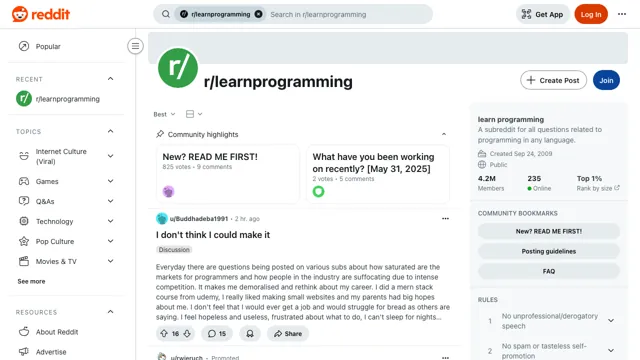 reddit
r/learnprogramming
Search in r/learnprogramming
Get App
Log In
Popular
RECENT
r/learnprogramming
TOPICS
Internet Culture
(Viral)
Games
Q&As
Technology
Pop Culture
Movies & TV
See more
RESOURCES
About Reddit
Advertise
r/
r/learnprogramming
Create Post
Join
Best
Community highlights
New? READ ME FIRST!
825 votes • 9 comments
What have you been working
on recently? [May 31, 2025]
2 votes • 5 comments
u/Buddhadeba1991 • 2 hr. ago
I don't think I could make it
Discussion
Everyday there are questions being posted on various subs about how saturated are the
markets for programmers and how people in the industry are suffocating due to intense
competition. It makes me demoralised and rethink about my career. I did a mern stack
course from udemy, I really liked making small websites and my parents had big hopes
about me. I don't feel that I would ever get a job and would struggle for bread as others are
saying. I feel hopeless and useless, frustrated about what to do, I can't sleep for nights...
16
15
Share
u/rwieruch • Promoted
learn programming
A subreddit for all questions related to
programming in any language.
Created Sep 24, 2009
Public
4.2M
Members
235
Online
Top 1%
Rank by size
COMMUNITY BOOKMARKS
New? READ ME FIRST!
Posting guidelines
FAQ
RULES
1 No unprofessional/derogatory
speech
2 No spam or tasteless self-
promotion